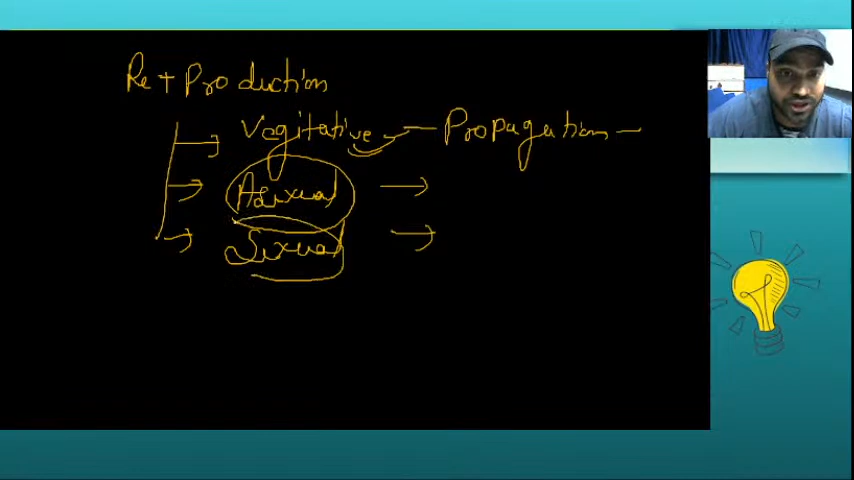 Re + Production
Vegitative — Propagation —
Asexual
Sexual